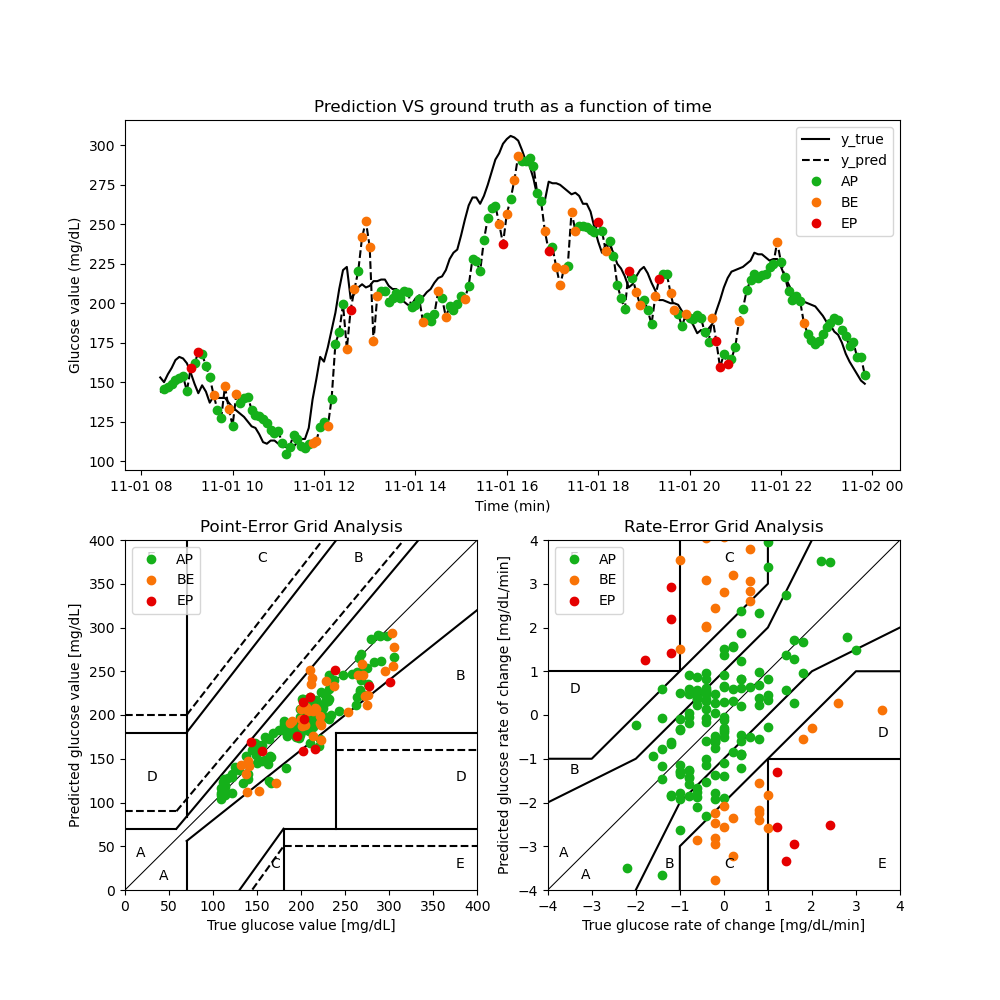 Prediction VS ground truth as a function of time
Glucose value (mg/dL)
300
275
250
225
200
175
150
125
100
y_true
y_pred
AP
BE
EP
11-01 08 11-01 10 11-01 12 11-01 14 11-01 16 11-01 18 11-01 20 11-01 22 11-02 00
Time (min)
Point-Error Grid Analysis
Predicted glucose value [mg/dL]
400
350
300
250
200
150
100
50
0
AP
BE
EP
C
B
B
D
D
A
A
C
E
0 50 100 150 200 250 300 350 400
True glucose value [mg/dL]
Rate-Error Grid Analysis
Predicted glucose rate of change [mg/dL/min]
4
3
2
1
0
−1
−2
−3
−4
AP
BE
EP
C
D
D
B
A
A
B
C
E
−4 −3 −2 −1 0 1 2 3 4
True glucose rate of change [mg/dL/min]